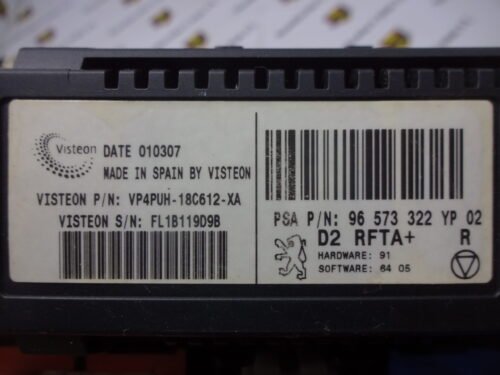 Visteon
DATE 010307
MADE IN SPAIN BY VISTEON
VISTEON P/N: VP4PUH-18C612-XA
VISTEON S/N: FL1B119D9B
PSA P/N: 96 573 322 YP 02
D2 RFTA+ R
HARDWARE: 91
SOFTWARE: 64 05